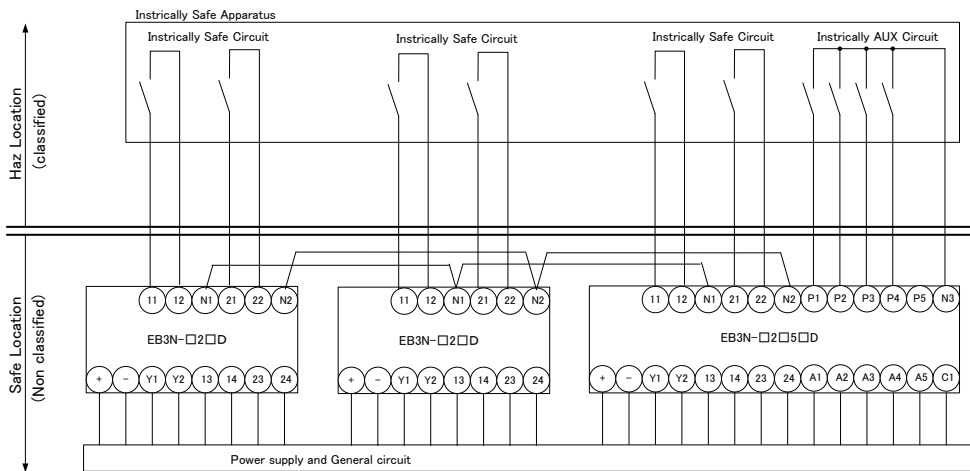 Instrically Safe Apparatus
Instrically Safe Circuit
Instrically Safe Circuit
Instrically Safe Circuit
Instrically AUX Circuit
Haz Location
(classified)
11 12 N1 21 22 N2
11 12 N1 21 22 N2
11 12 N1 21 22 N2 P1 P2 P3 P4 P5 N3
EB3N-□2□D
EB3N-□2□D
EB3N-□2□5□D
Safe Location
(Non classified)
+ - Y1 Y2 13 14 23 24
+ - Y1 Y2 13 14 23 24
+ - Y1 Y2 13 14 23 24 A1 A2 A3 A4 A5 C1
Power supply and General circuit